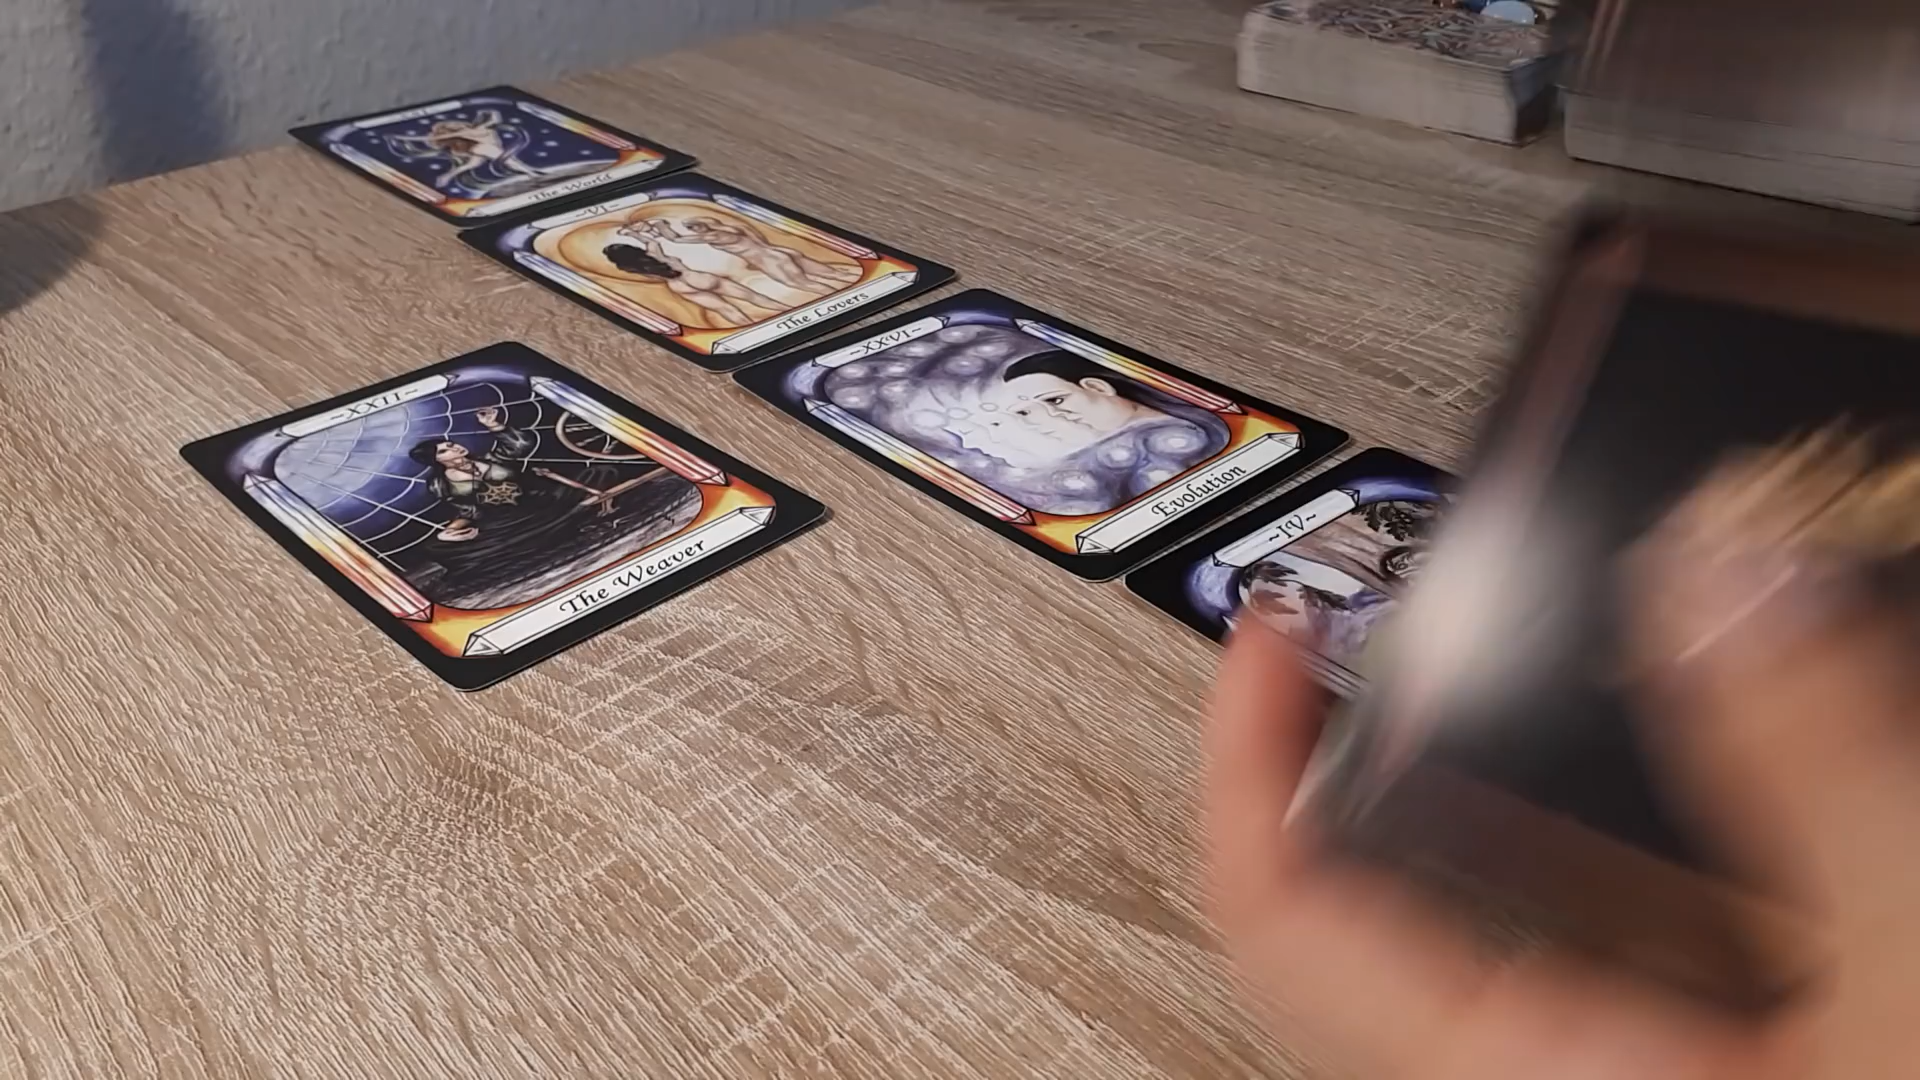 The World
~VI~
The Lovers
~XXVI~
Evolution
~XXII~
The Weaver
~IV~